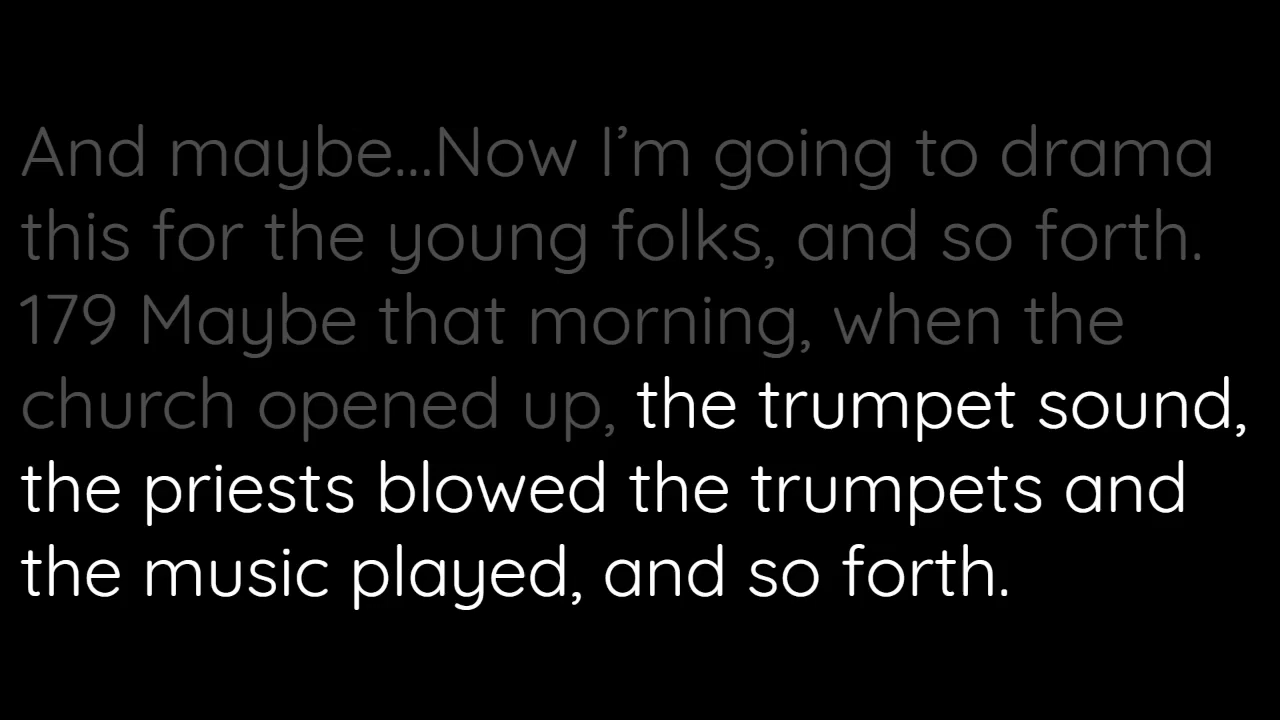 And maybe...Now I’m going to drama
this for the young folks, and so forth.
179 Maybe that morning, when the
church opened up, the trumpet sound,
the priests blowed the trumpets and
the music played, and so forth.